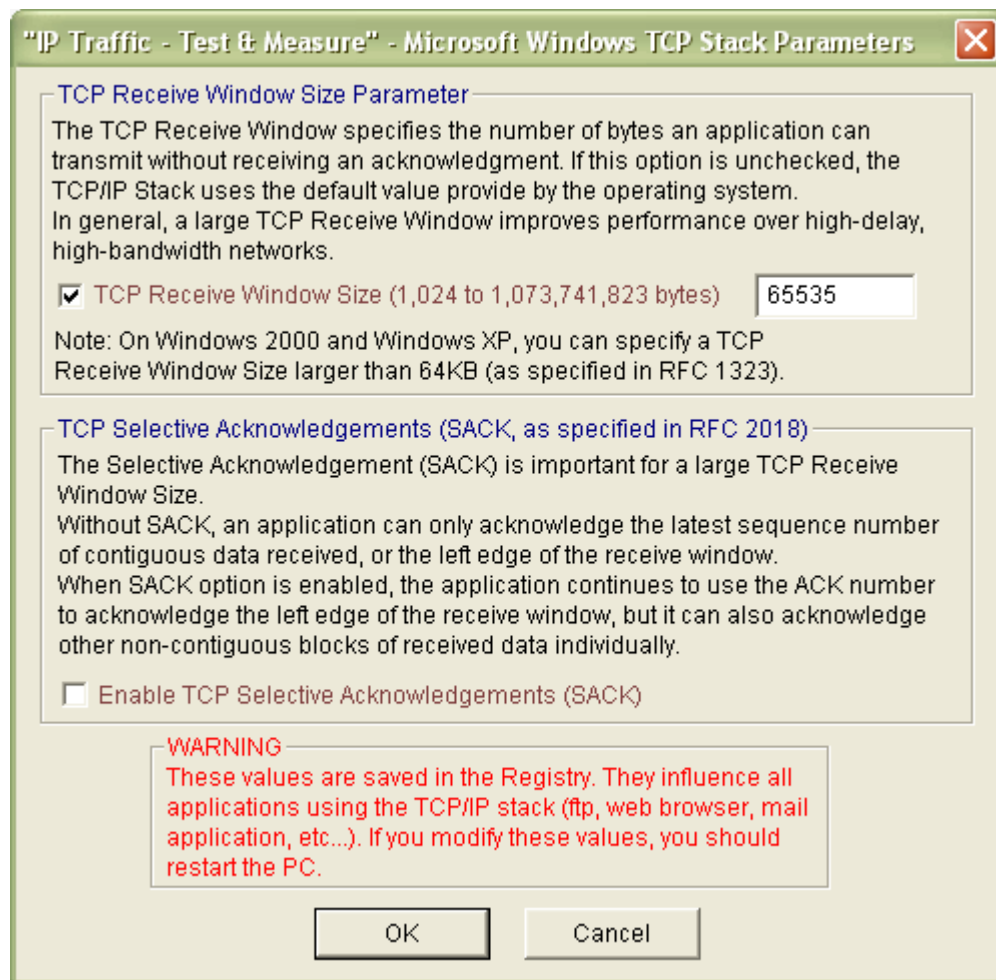 "IP Traffic - Test & Measure" - Microsoft Windows TCP Stack Parameters
TCP Receive Window Size Parameter
The TCP Receive Window specifies the number of bytes an application can
transmit without receiving an acknowledgment. If this option is unchecked, the
TCP/IP Stack uses the default value provide by the operating system.
In general, a large TCP Receive Window improves performance over high-delay,
high-bandwidth networks.
TCP Receive Window Size (1,024 to 1,073,741,823 bytes) 65535
Note: On Windows 2000 and Windows XP, you can specify a TCP
Receive Window Size larger than 64KB (as specified in RFC 1323).
TCP Selective Acknowledgements (SACK, as specified in RFC 2018)
The Selective Acknowledgement (SACK) is important for a large TCP Receive
Window Size.
Without SACK, an application can only acknowledge the latest sequence number
of contiguous data received, or the left edge of the receive window.
When SACK option is enabled, the application continues to use the ACK number
to acknowledge the left edge of the receive window, but it can also acknowledge
other non-contiguous blocks of received data individually.
Enable TCP Selective Acknowledgements (SACK)
WARNING
These values are saved in the Registry. They influence all
applications using the TCP/IP stack (ftp, web browser, mail
application, etc...). If you modify these values, you should
restart the PC.
OK Cancel